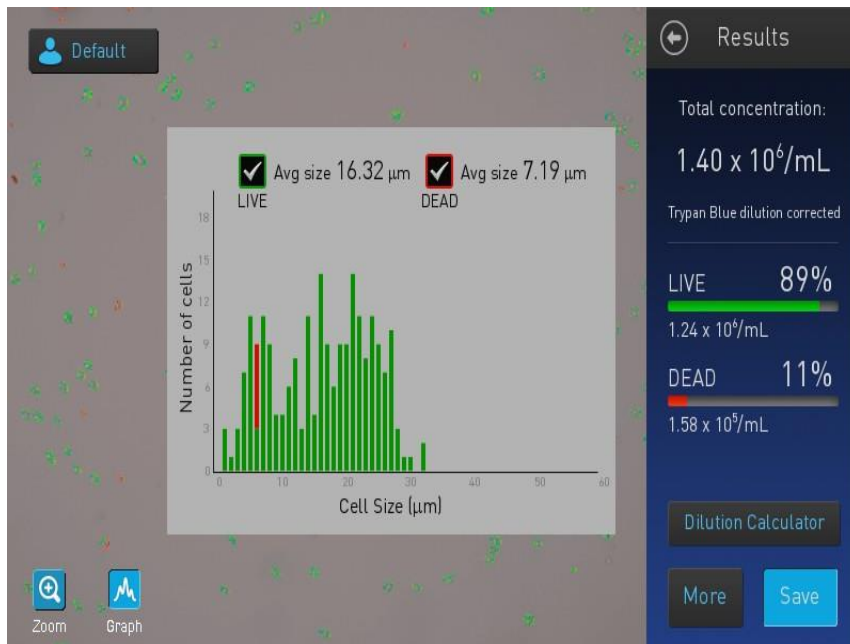 Default
Results
Total concentration:
1.40 x 10⁶/mL
Trypan Blue dilution corrected
LIVE 89%
1.24 x 10⁶/mL
DEAD 11%
1.58 x 10⁵/mL
Dilution Calculator
More
Save
Avg size 16.32 μm
LIVE
Avg size 7.19 μm
DEAD
Number of cells
18
15
12
9
6
3
0
0 10 20 30 40 50 60
Cell Size (μm)
Zoom
Graph